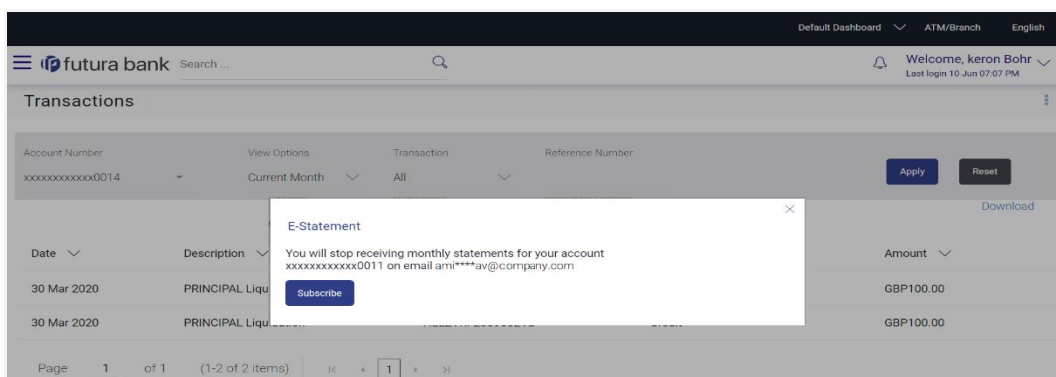 Default Dashboard ATM/Branch English
futura bank Search ... Welcome, keron Bohr
Last login 10 Jun 07:07 PM
Transactions
Account Number View Options Transaction Reference Number
xxxxxxxxxxxx0014 Current Month All Apply Reset
Download
E-Statement
You will stop receiving monthly statements for your account
xxxxxxxxxxxx0011 on email ami****av@company.com
Subscribe
Date Description Amount
30 Mar 2020 PRINCIPAL Liqu GBP100.00
30 Mar 2020 PRINCIPAL GBP100.00
Page 1 of 1 (1-2 of 2 items) 1